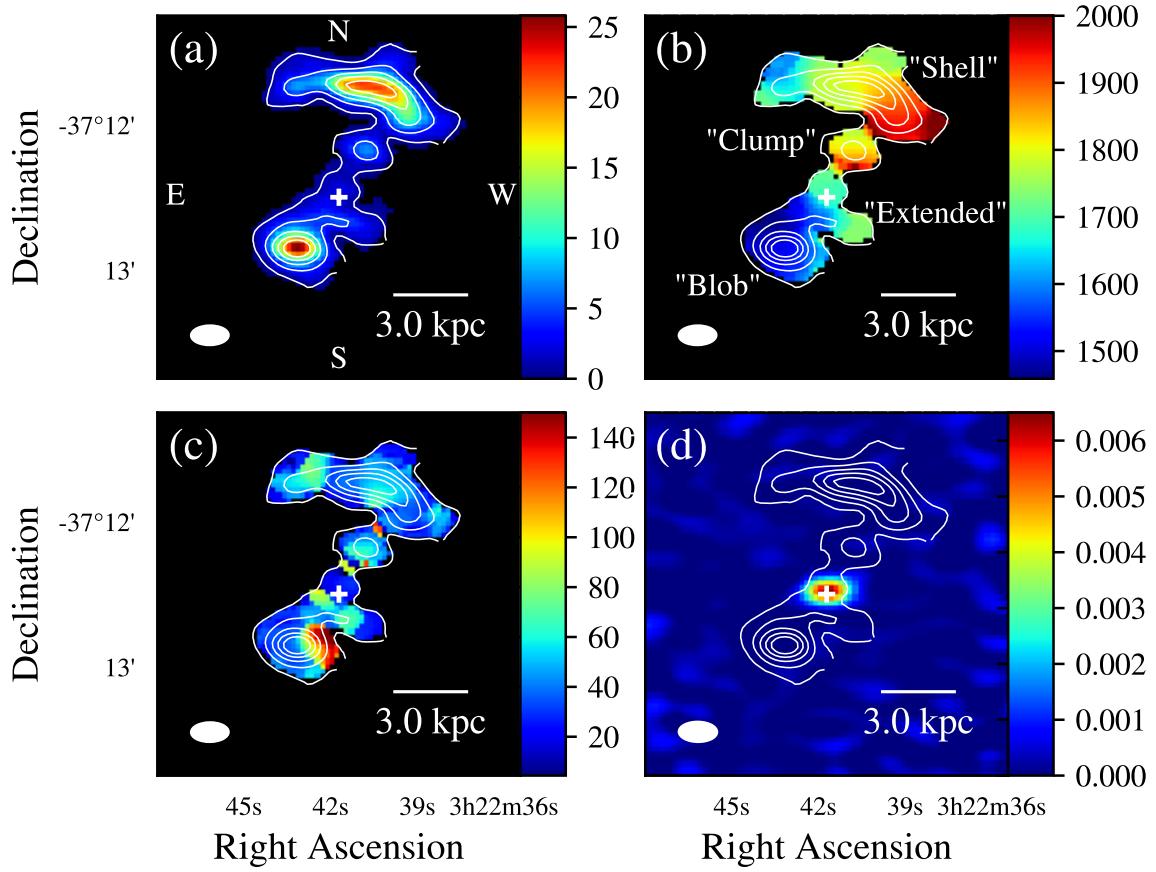 (a)
N
E
W
S
3.0 kpc
25
20
15
10
5
0
Declination
-37°12'
13'
(b)
"Shell"
"Clump"
"Extended"
"Blob"
3.0 kpc
2000
1900
1800
1700
1600
1500
(c)
3.0 kpc
140
120
100
80
60
40
20
Declination
-37°12'
13'
45s 42s 39s 3h22m36s
Right Ascension
(d)
3.0 kpc
0.006
0.005
0.004
0.003
0.002
0.001
0.000
45s 42s 39s 3h22m36s
Right Ascension